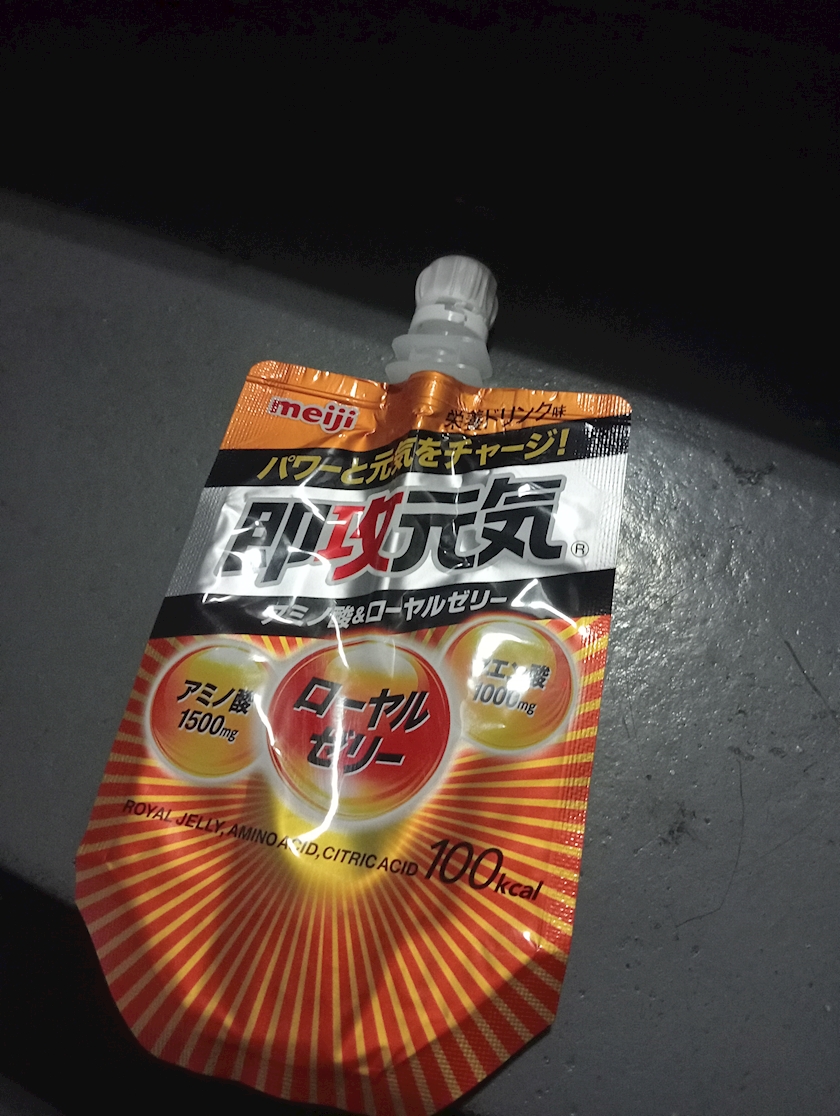 meiji
栄養ドリンク味
パワーと元気をチャージ!
即攻元気®
アミノ酸&ローヤルゼリー
アミノ酸
1500mg
ローヤル
ゼリー
クエン酸
1000mg
ROYAL JELLY, AMINO ACID, CITRIC ACID
100kcal